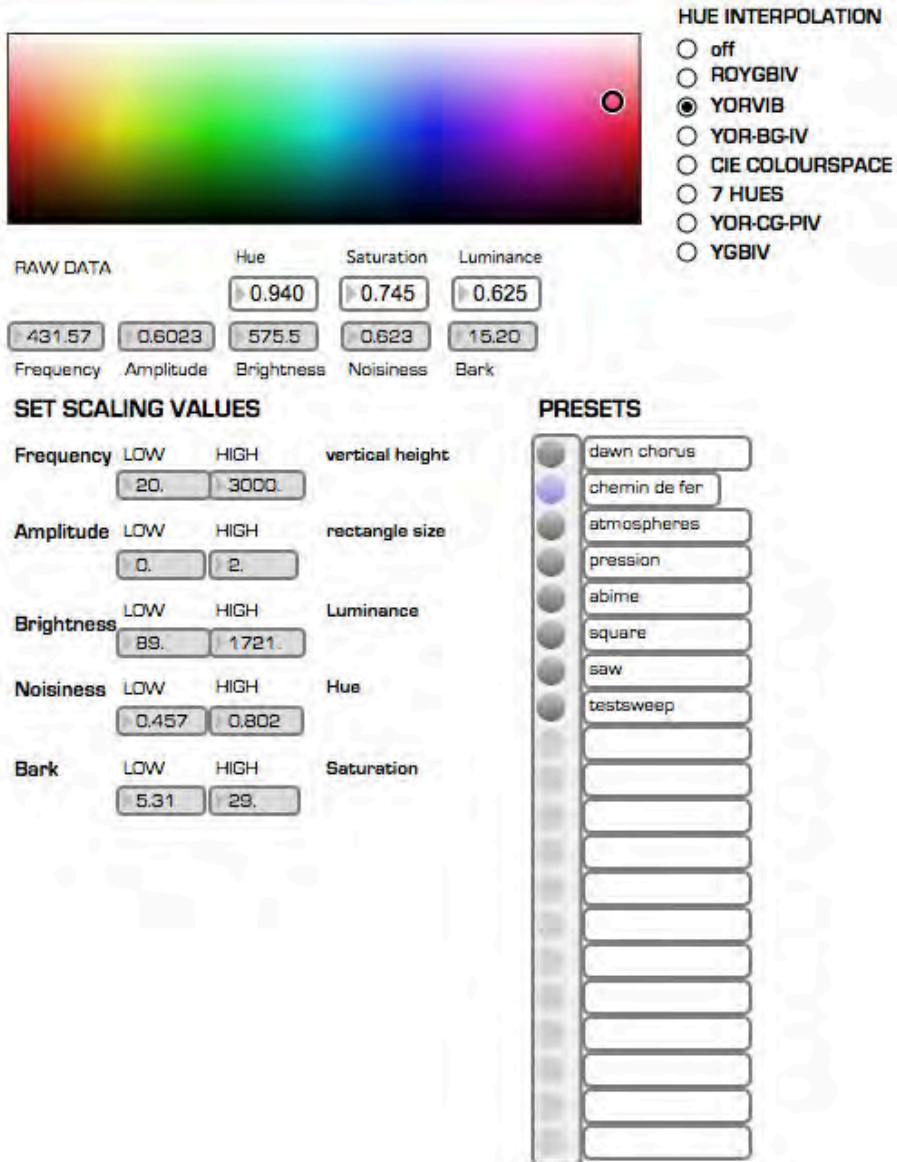 HUE INTERPOLATION
off
ROYGBIV
YORVIB
YOR-BG-IV
CIE COLOURSPACE
7 HUES
YOR-CG-PIV
YGBIV
RAW DATA
Hue Saturation Luminance
0.940 0.745 0.625
431.57 0.6023 575.5 0.623 15.20
Frequency Amplitude Brightness Noisiness Bark
SET SCALING VALUES
Frequency LOW HIGH vertical height
20. 3000.
Amplitude LOW HIGH rectangle size
0. 2.
Brightness LOW HIGH Luminance
89. 1721.
Noisiness LOW HIGH Hue
0.457 0.802
Bark LOW HIGH Saturation
5.31 29.
PRESETS
dawn chorus
chemin de fer
atmospheres
pression
abime
square
saw
testsweep